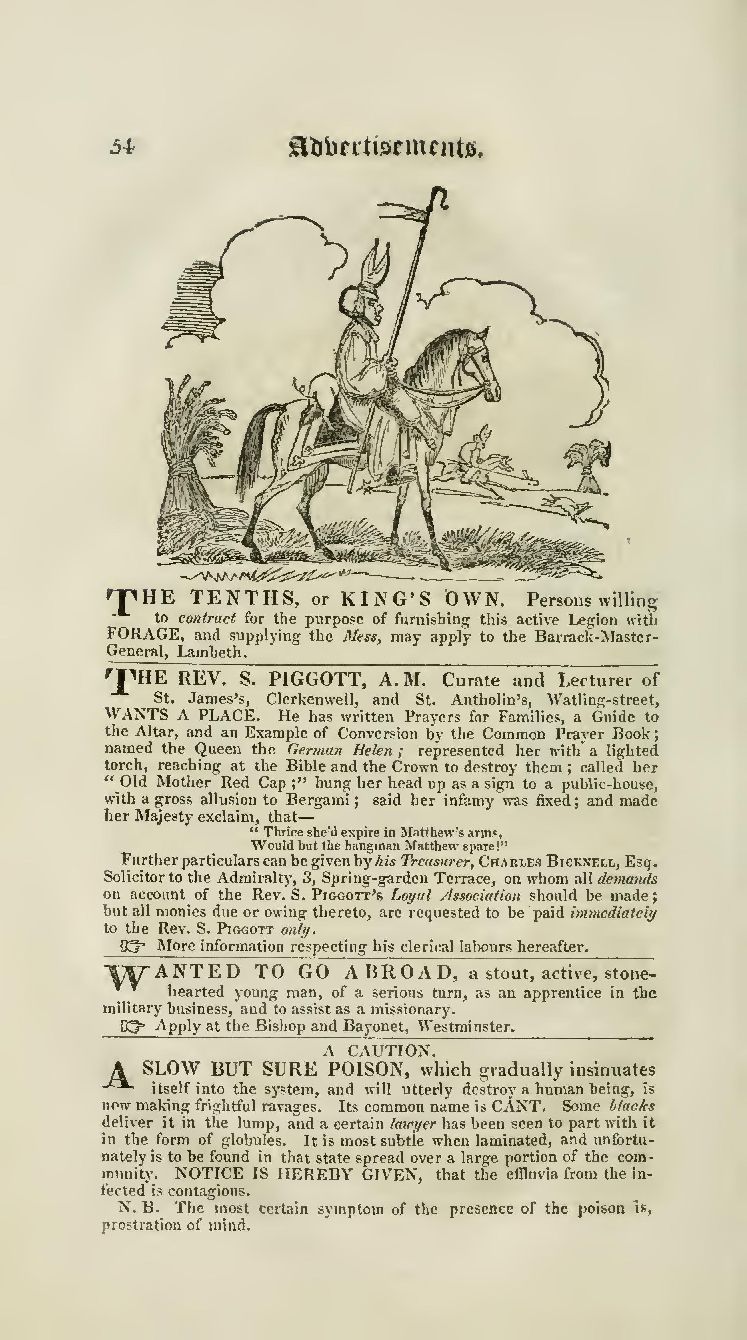 54 Advertisements.
THE TENTHS, or KING'S OWN. Persons willing
to contract for the purpose of furnishing this active Legion with
FORAGE, and supplying the Mess, may apply to the Barrack-Master-
General, Lambeth.
THE REV. S. PIGGOTT, A.M. Curate and Lecturer of
St. James's, Clerkenwell, and St. Antholin's, Watling-street,
WANTS A PLACE. He has written Prayers for Families, a Guide to
the Altar, and an Example of Conversion by the Common Prayer Book;
named the Queen the German Helen; represented her with a lighted
torch, reaching at the Bible and the Crown to destroy them; called her
"Old Mother Red Cap;" hung her head up as a sign to a public-house,
with a gross allusion to Bergami; said her infamy was fixed; and made
her Majesty exclaim, that—
"Thrice she'd expire in Matthew's arms,
Would but the hangman Matthew spare!"
Further particulars can be given by his Treasurer, CHARLES BICKNELL, Esq.
Solicitor to the Admiralty, 3, Spring-garden Terrace, on whom all demands
on account of the Rev. S. PIGGOTT's Loyal Association should be made;
but all monies due or owing thereto, are requested to be paid immediately
to the Rev. S. PIGGOTT only.
☞ More information respecting his clerical labours hereafter.
WANTED TO GO ABROAD, a stout, active, stone-
hearted young man, of a serious turn, as an apprentice in the
military business, and to assist as a missionary.
☞ Apply at the Bishop and Bayonet, Westminster.
A CAUTION.
A SLOW BUT SURE POISON, which gradually insinuates
itself into the system, and will utterly destroy a human being, is
now making frightful ravages. Its common name is CANT. Some blacks
deliver it in the lump, and a certain lawyer has been seen to part with it
in the form of globules. It is most subtle when laminated, and unfortu-
nately is to be found in that state spread over a large portion of the com-
munity. NOTICE IS HEREBY GIVEN, that the effluvia from the in-
fected is contagious.
N. B. The most certain symptom of the presence of the poison is,
prostration of mind.